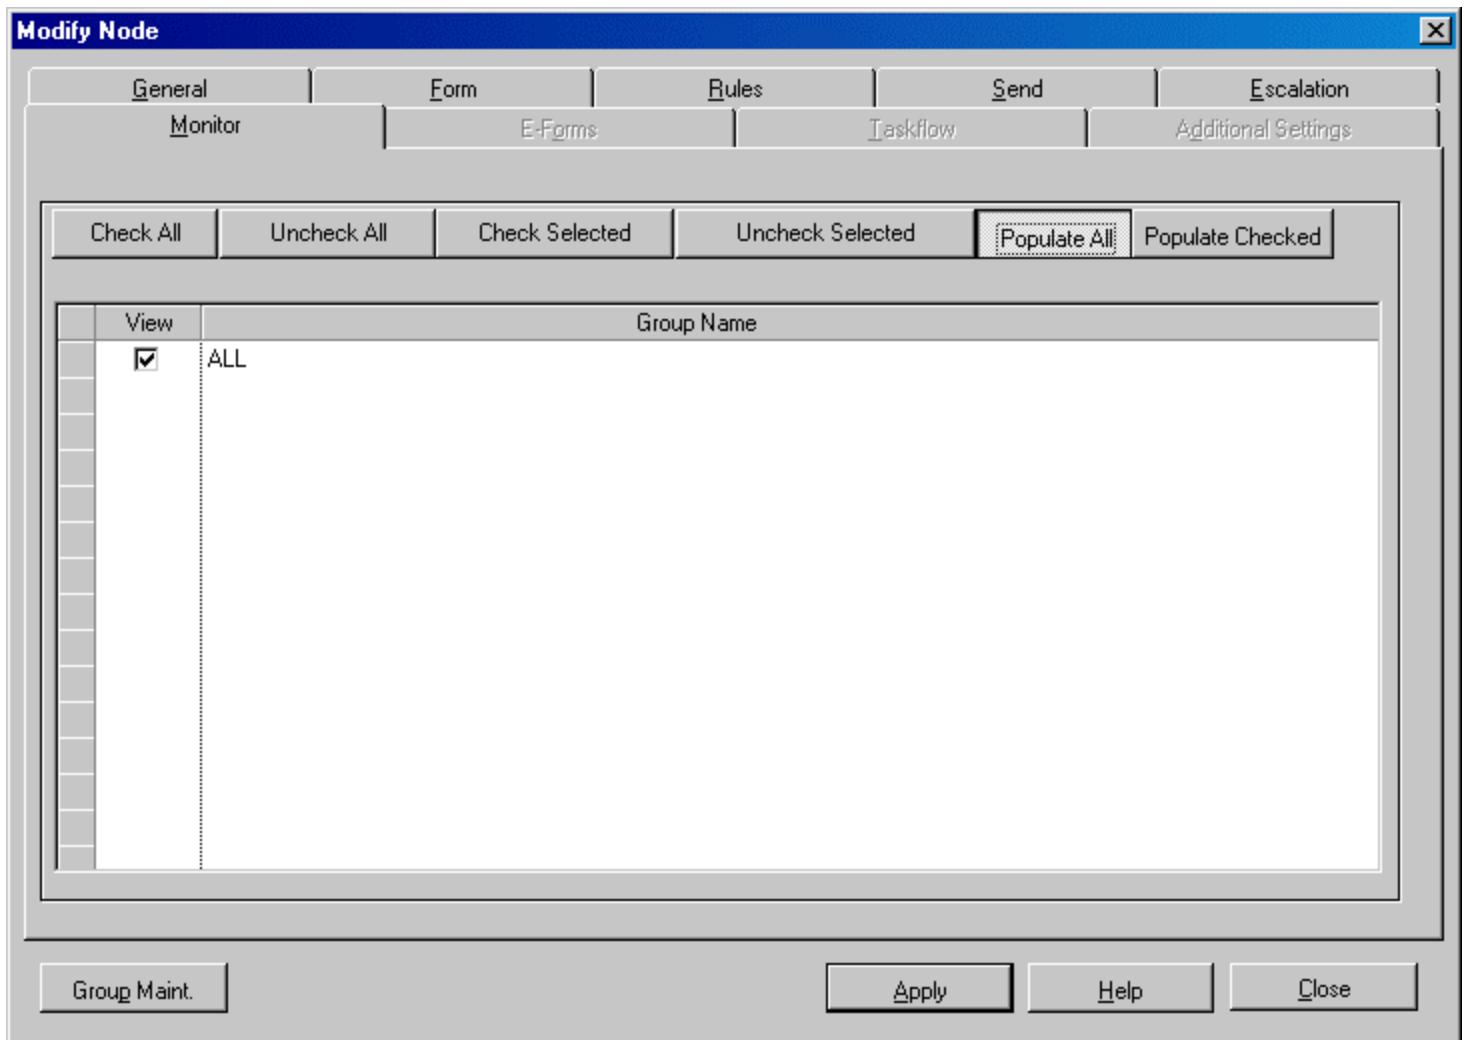 Modify Node
General Form Rules Send Escalation
Monitor E-Forms Taskflow Additional Settings
Check All Uncheck All Check Selected Uncheck Selected Populate All Populate Checked
View Group Name
ALL
Group Maint. Apply Help Close